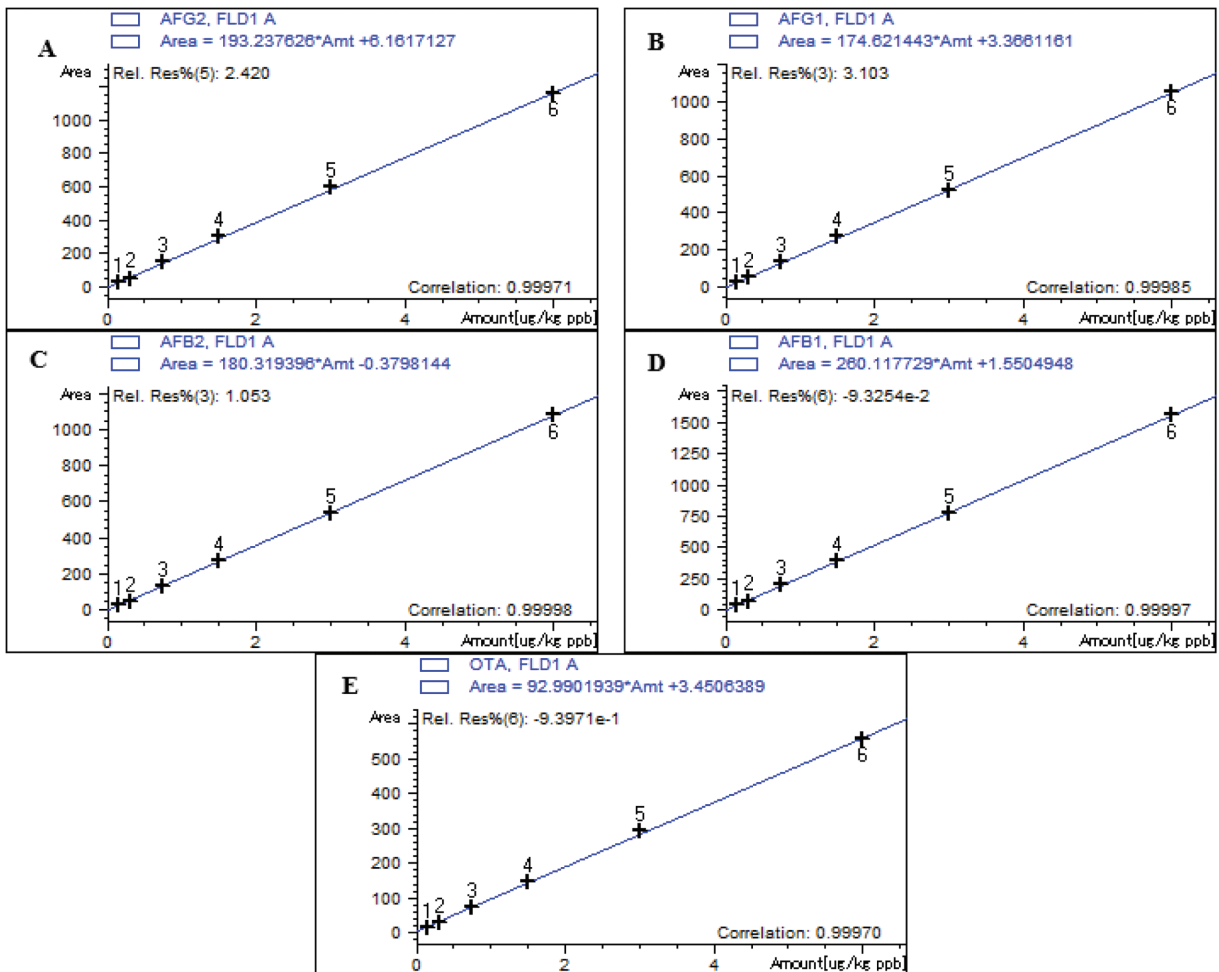 A
AFG2, FLD1 A
Area = 193.237626*Amt +6.1617127
Area
Rel. Res%(5): 2.420
1000
800
600
400
200
0
1 2 3 4 5 6
Correlation: 0.99971
0 2 4 Amount[ug/kg ppb]
B
AFG1, FLD1 A
Area = 174.621443*Amt +3.3661161
Area
Rel. Res%(3): 3.103
1000
800
600
400
200
0
1 2 3 4 5 6
Correlation: 0.99985
0 2 4 Amount[ug/kg ppb]
C
AFB2, FLD1 A
Area = 180.319396*Amt -0.3798144
Area
Rel. Res%(3): 1.053
1000
800
600
400
200
0
1 2 3 4 5 6
Correlation: 0.99998
0 2 4 Amount[ug/kg ppb]
D
AFB1, FLD1 A
Area = 260.117729*Amt +1.5504948
Area
Rel. Res%(6): -9.3254e-2
1500
1250
1000
750
500
250
0
1 2 3 4 5 6
Correlation: 0.99997
0 2 4 Amount[ug/kg ppb]
E
OTA, FLD1 A
Area = 92.9901939*Amt +3.4506389
Area
Rel. Res%(6): -9.3971e-1
500
400
300
200
100
0
1 2 3 4 5 6
Correlation: 0.99970
0 2 4 Amount[ug/kg ppb]